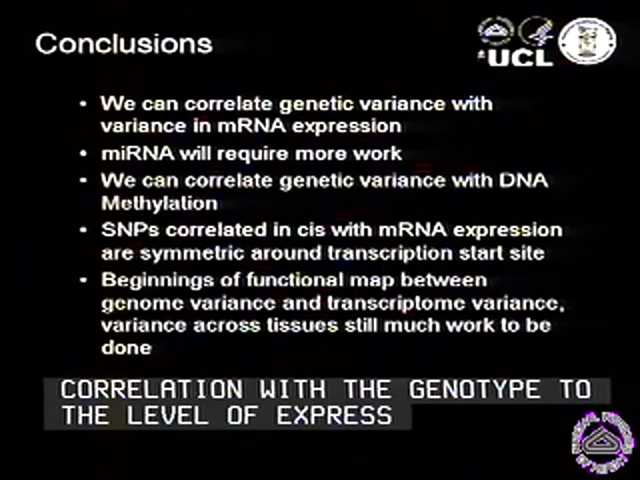 Conclusions
UCL
• We can correlate genetic variance with
variance in mRNA expression
• miRNA will require more work
• We can correlate genetic variance with DNA
Methylation
• SNPs correlated in cis with mRNA expression
are symmetric around transcription start site
• Beginnings of functional map between
genome variance and transcriptome variance,
variance across tissues still much work to be
done
CORRELATION WITH THE GENOTYPE TO
THE LEVEL OF EXPRESS